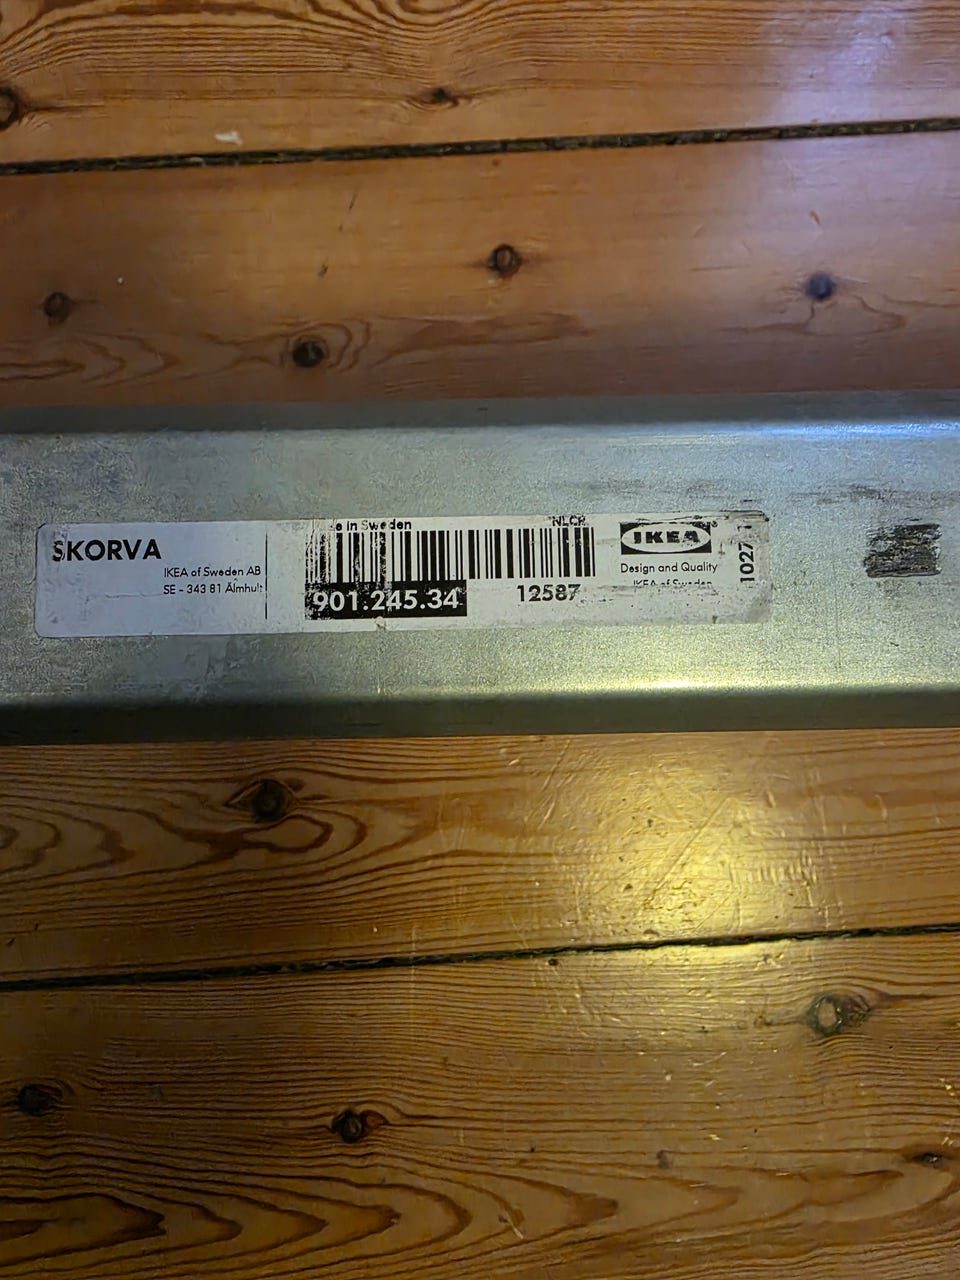 SKORVA
IKEA of Sweden AB
SE - 343 81 Älmhult
e in Sweden
901.245.34
12587
IKEA
®
Design and Quality
IKEA of Sweden
1027